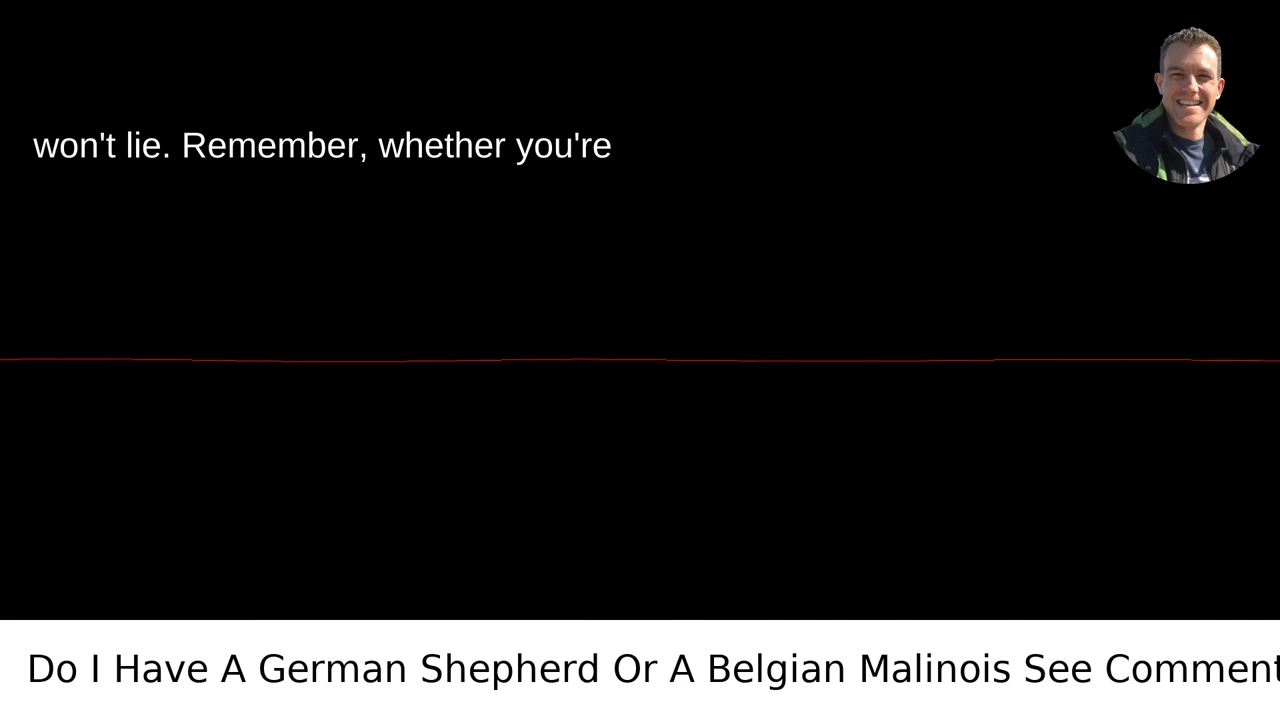 won't lie. Remember, whether you're
Do I Have A German Shepherd Or A Belgian Malinois See Comment